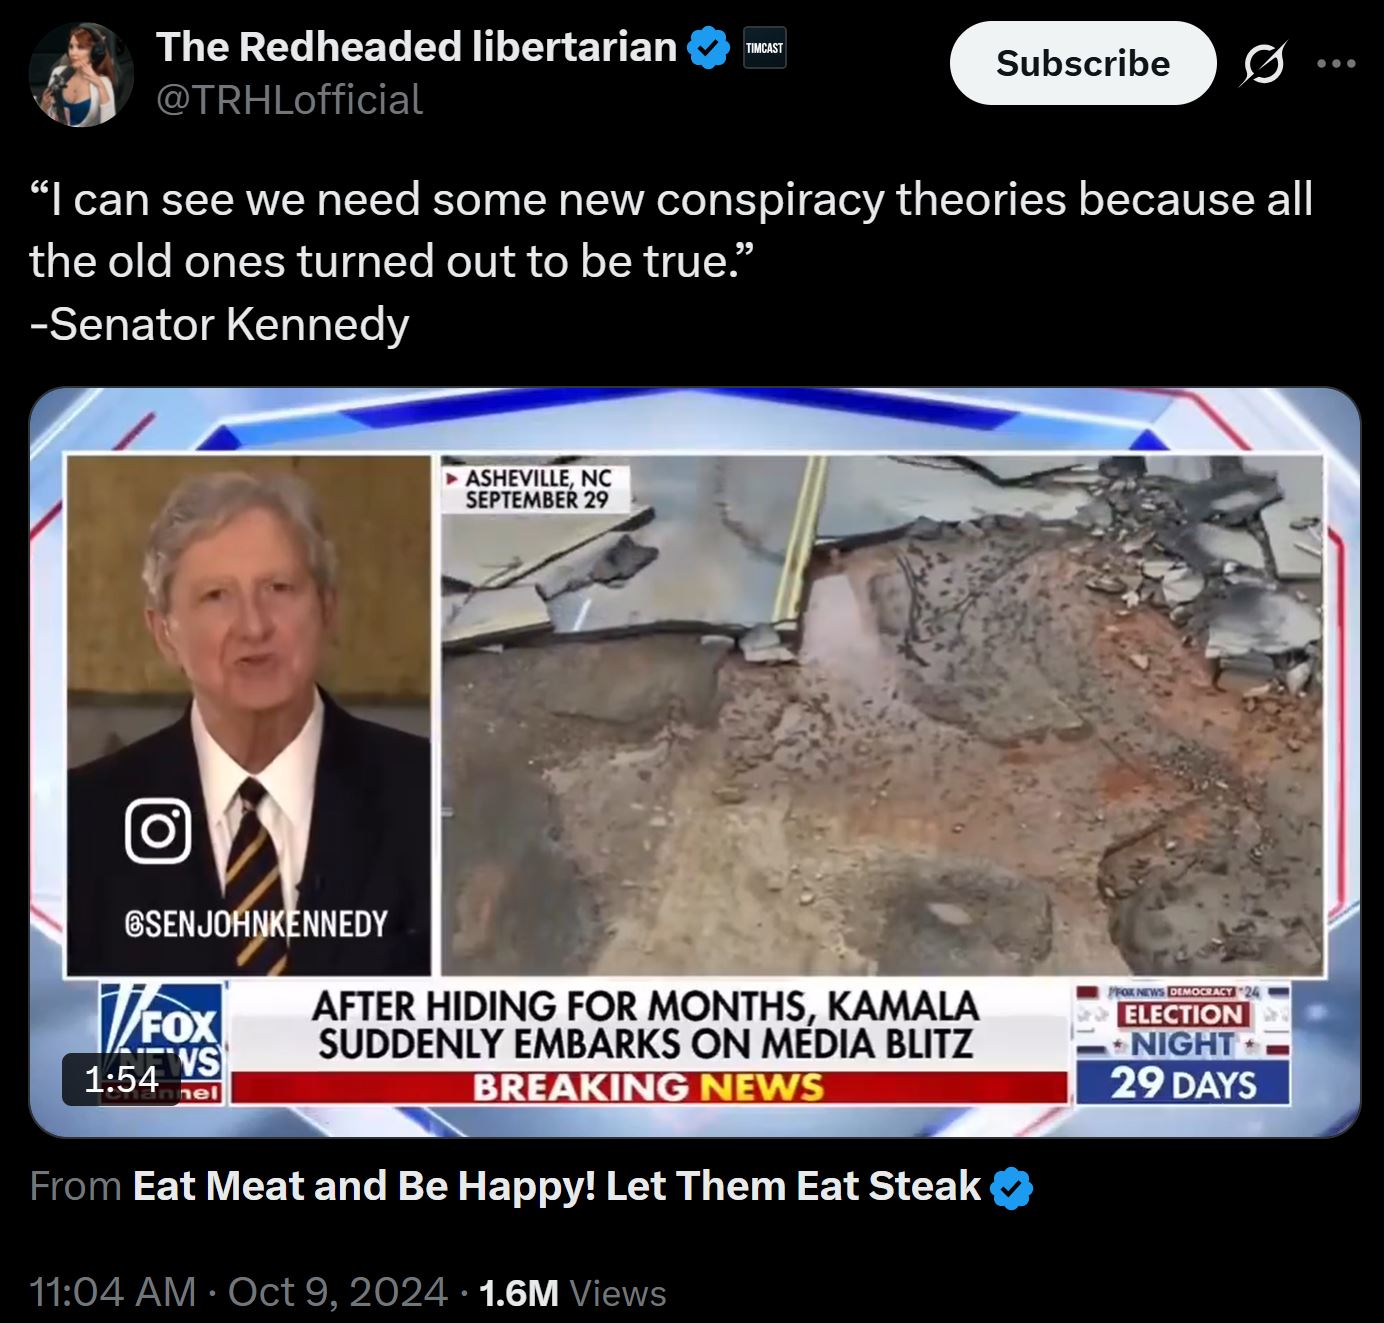 The Redheaded libertarian
TIMCAST
@TRHLofficial
Subscribe
“I can see we need some new conspiracy theories because all
the old ones turned out to be true.”
-Senator Kennedy
ASHEVILLE, NC
SEPTEMBER 29
@SENJOHNKENNEDY
FOX
NEWS
channel
1:54
AFTER HIDING FOR MONTHS, KAMALA
SUDDENLY EMBARKS ON MEDIA BLITZ
BREAKING NEWS
FOX NEWS DEMOCRACY '24
ELECTION
NIGHT
29 DAYS
From Eat Meat and Be Happy! Let Them Eat Steak
11:04 AM · Oct 9, 2024 · 1.6M Views